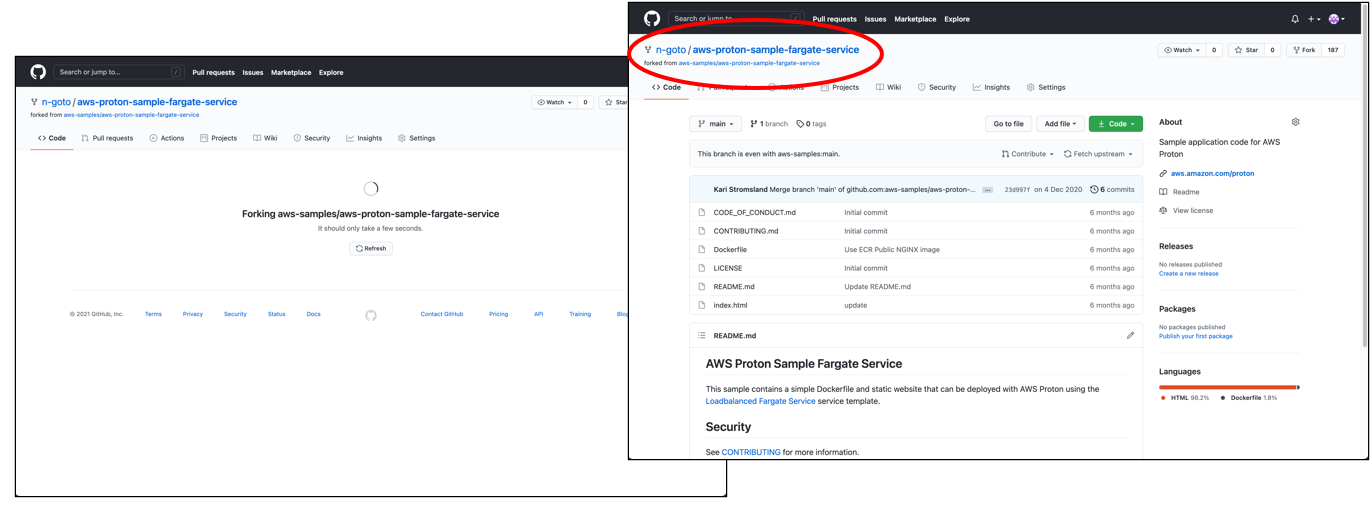 Search or jump to... /
Pull requests Issues Marketplace Explore
n-goto / aws-proton-sample-fargate-service
forked from aws-samples/aws-proton-sample-fargate-service
Watch 0 Star
Code Pull requests Actions Projects Wiki Security Insights Settings
Forking aws-samples/aws-proton-sample-fargate-service
It should only take a few seconds.
Refresh
© 2021 GitHub, Inc. Terms Privacy Security Status Docs Contact GitHub Pricing API Training Blog
Search or jump to... /
Pull requests Issues Marketplace Explore
n-goto / aws-proton-sample-fargate-service
forked from aws-samples/aws-proton-sample-fargate-service
Watch 0 Star 0 Fork 187
Code Pull requests Actions Projects Wiki Security Insights Settings
main 1 branch 0 tags Go to file Add file Code
This branch is even with aws-samples:main. Contribute Fetch upstream
Kari Stromsland Merge branch 'main' of github.com:aws-samples/aws-proton-... ... 23d997f on 4 Dec 2020 6 commits
CODE_OF_CONDUCT.md Initial commit 6 months ago
CONTRIBUTING.md Initial commit 6 months ago
Dockerfile Use ECR Public NGINX image 6 months ago
LICENSE Initial commit 6 months ago
README.md Update README.md 6 months ago
index.html update 6 months ago
README.md
AWS Proton Sample Fargate Service
This sample contains a simple Dockerfile and static website that can be deployed with AWS Proton using the
Loadbalanced Fargate Service service template.
Security
See CONTRIBUTING for more information.
About
Sample application code for AWS
Proton
aws.amazon.com/proton
Readme
View license
Releases
No releases published
Create a new release
Packages
No packages published
Publish your first package
Languages
HTML 98.2% Dockerfile 1.8%